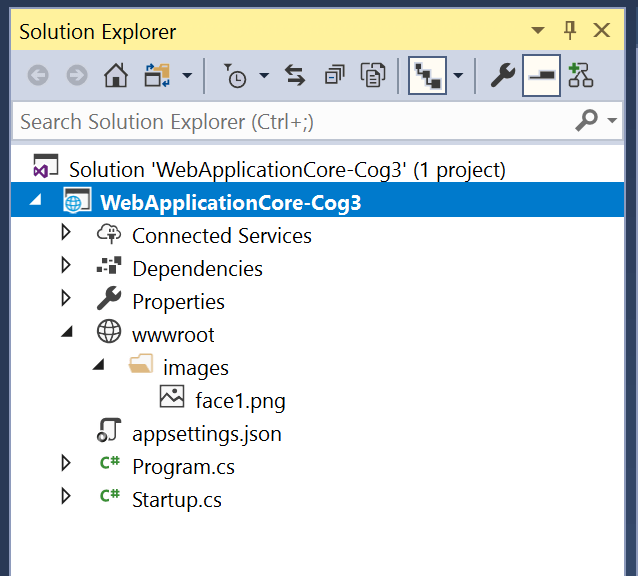 Solution Explorer
Search Solution Explorer (Ctrl+;)
Solution 'WebApplicationCore-Cog3' (1 project)
WebApplicationCore-Cog3
Connected Services
Dependencies
Properties
wwwroot
images
face1.png
appsettings.json
C# Program.cs
C# Startup.cs